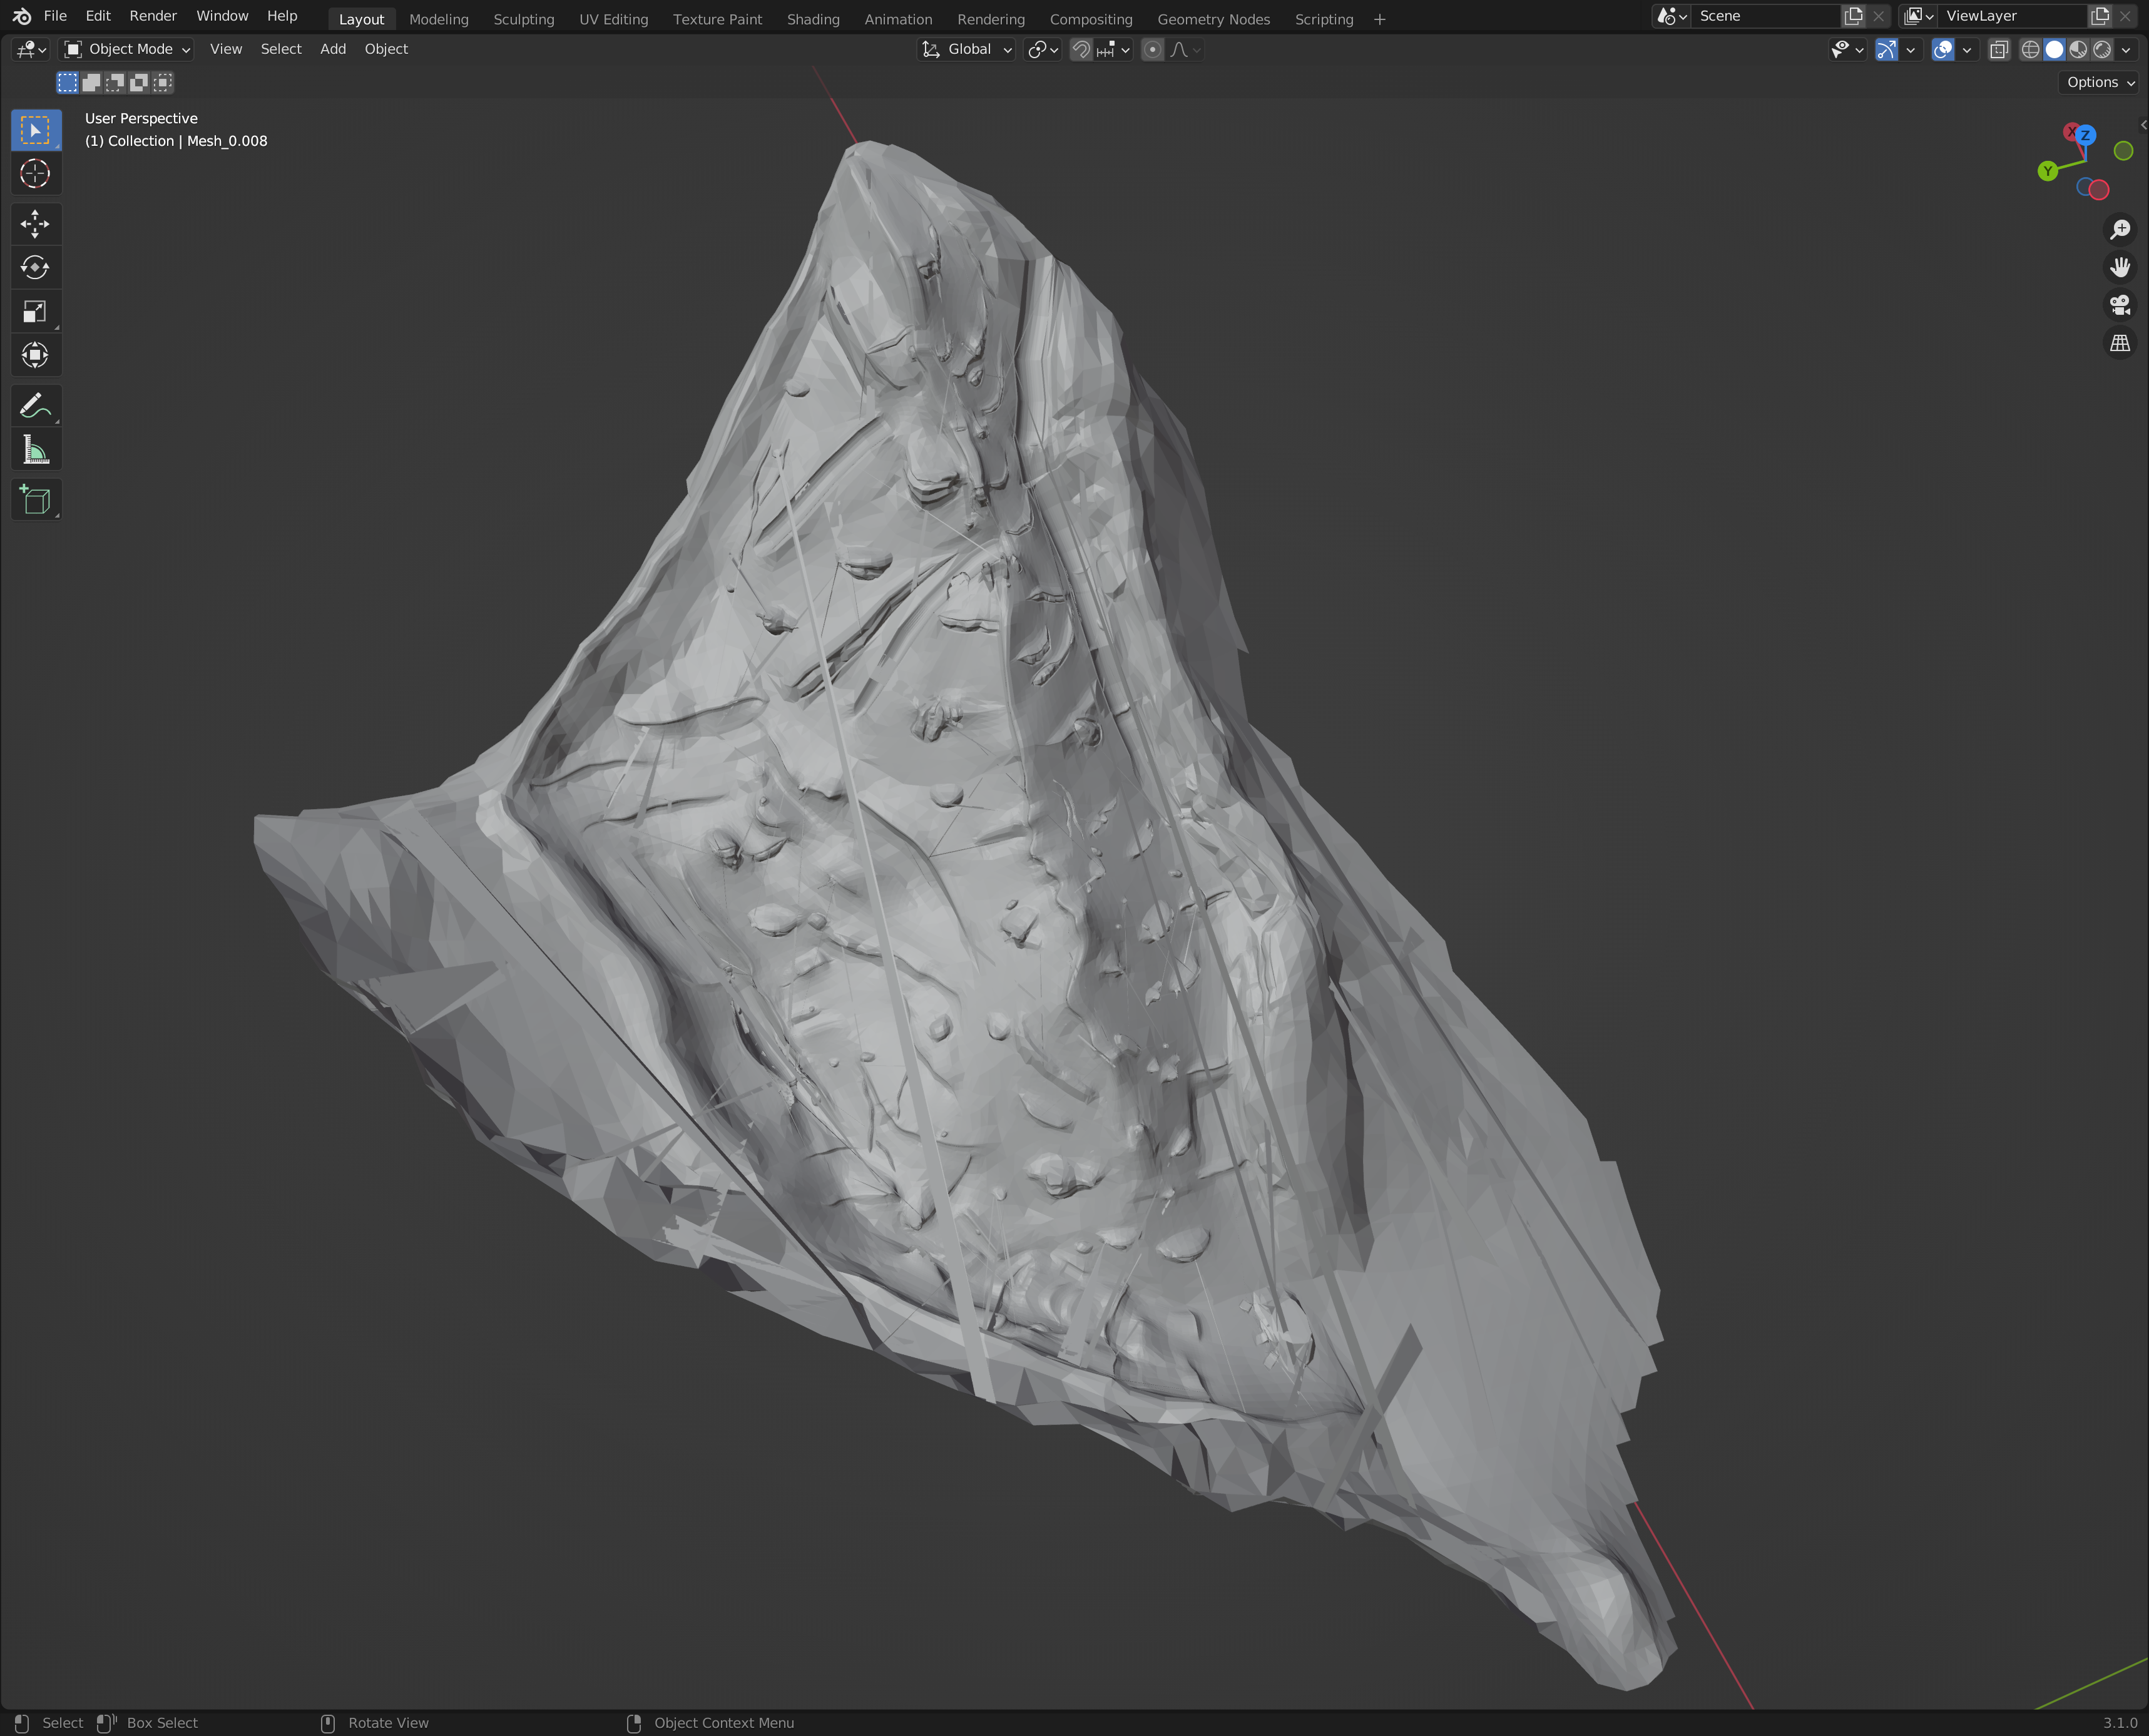 File Edit Render Window Help Layout Modeling Sculpting UV Editing Texture Paint Shading Animation Rendering Compositing Geometry Nodes Scripting + Scene ViewLayer
Object Mode View Select Add Object Global
Options
User Perspective
(1) Collection | Mesh_0.008
X Z
Y
Select Box Select Rotate View Object Context Menu 3.1.0